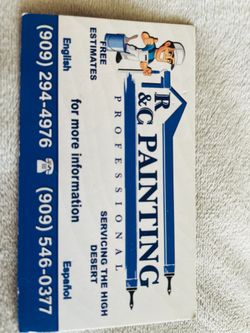 R
&C PAINTING
PROFESSIONAL
FREE
ESTIMATES
SERVICING THE HIGH
DESERT
English
for more information
Español
(909) 294-4976
(909) 546-0377